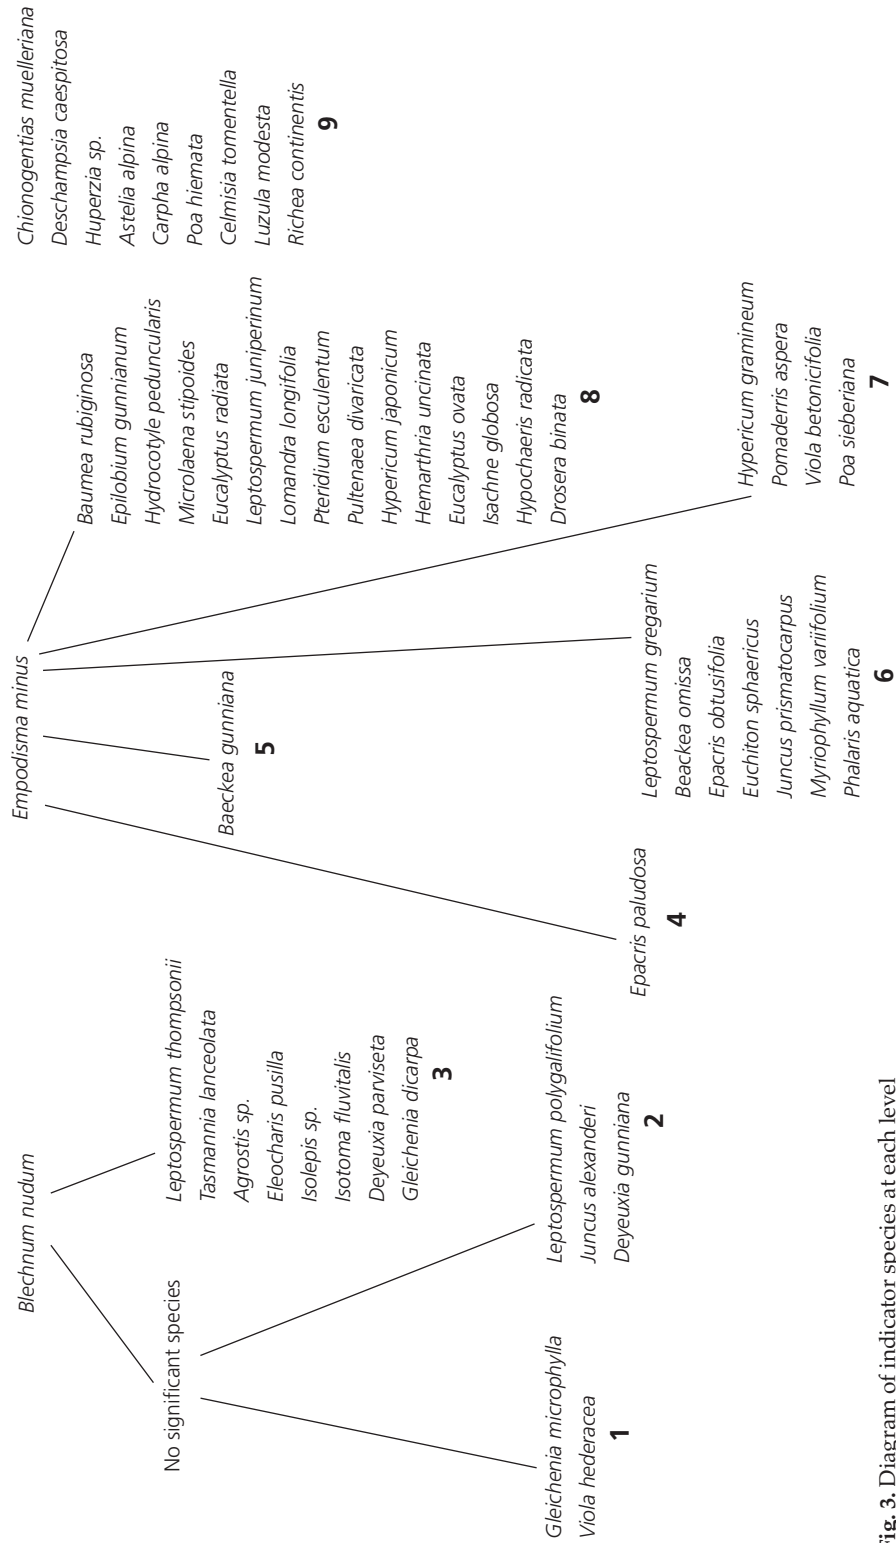 Blechnum nudum
No significant species
Gleichenia microphylla
Viola hederacea
1
Leptospermum polygalifolium
Juncus alexanderi
Deyeuxia gunniana
2
Leptospermum thompsonii
Tasmannia lanceolata
Agrostis sp.
Eleocharis pusilla
Isolepis sp.
Isotoma fluvitalis
Deyeuxia parviseta
Gleichenia dicarpa
3
Empodisma minus
Epacris paludosa
4
Baeckea gunniana
5
Leptospermum gregarium
Beackea omissa
Epacris obtusifolia
Euchiton sphaericus
Juncus prismatocarpus
Myriophyllum variifolium
Phalaris aquatica
6
Hypericum gramineum
Pomaderris aspera
Viola betonicifolia
Poa sieberiana
7
Baumea rubiginosa
Epilobium gunnianum
Hydrocotyle peduncularis
Microlaena stipoides
Eucalyptus radiata
Leptospermum juniperinum
Lomandra longifolia
Pteridium esculentum
Pultenaea divaricata
Hypericum japonicum
Hemarthria uncinata
Eucalyptus ovata
Isachne globosa
Hypochaeris radicata
Drosera binata
8
Chionogentias muelleriana
Deschampsia caespitosa
Huperzia sp.
Astelia alpina
Carpha alpina
Poa hiemata
Celmisia tomentella
Luzula modesta
Richea continentis
9
Fig. 3. Diagram of indicator species at each level